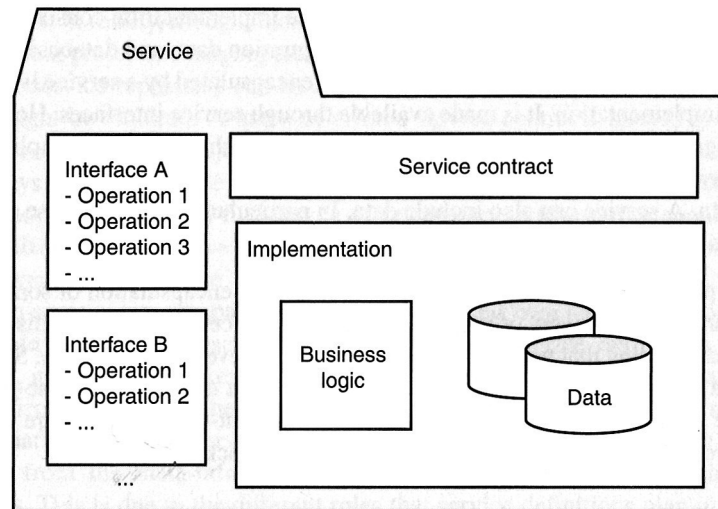 Service
Interface A
- Operation 1
- Operation 2
- Operation 3
- ...
Interface B
- Operation 1
- Operation 2
- ...
...
Service contract
Implementation
Business
logic
Data